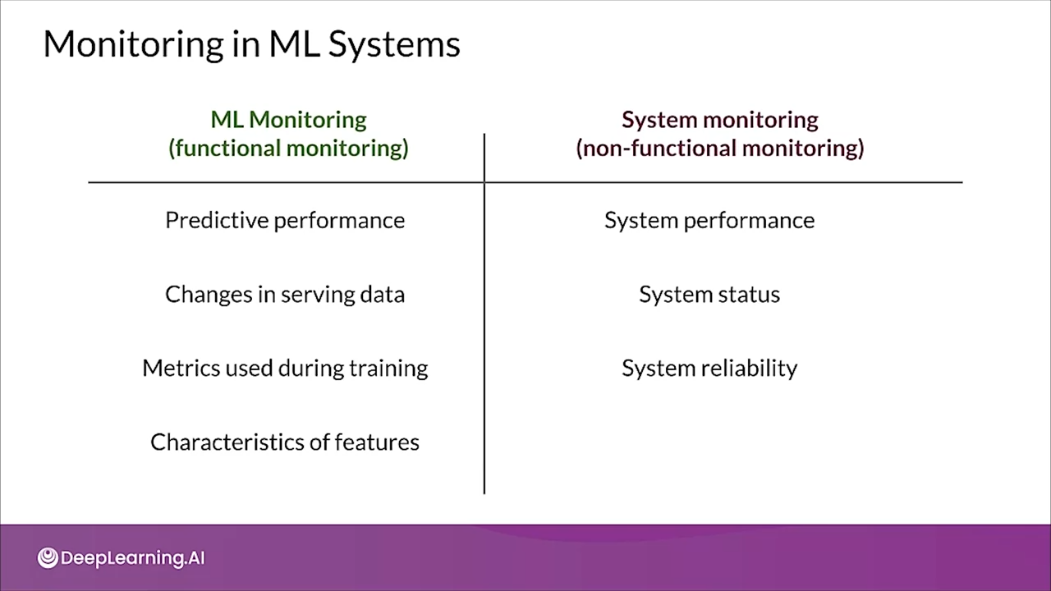 Monitoring in ML Systems
ML Monitoring
(functional monitoring)
System monitoring
(non-functional monitoring)
Predictive performance
System performance
Changes in serving data
System status
Metrics used during training
System reliability
Characteristics of features
DeepLearning.AI